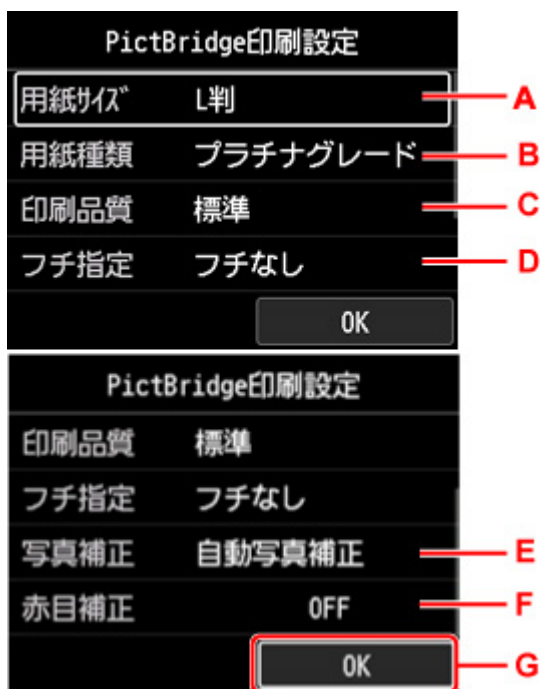 PictBridge印刷設定
用紙サイズ L判 A
用紙種類 プラチナグレード B
印刷品質 標準 C
フチ指定 フチなし D
OK
PictBridge印刷設定
印刷品質 標準
フチ指定 フチなし
写真補正 自動写真補正 E
赤目補正 OFF F
OK G